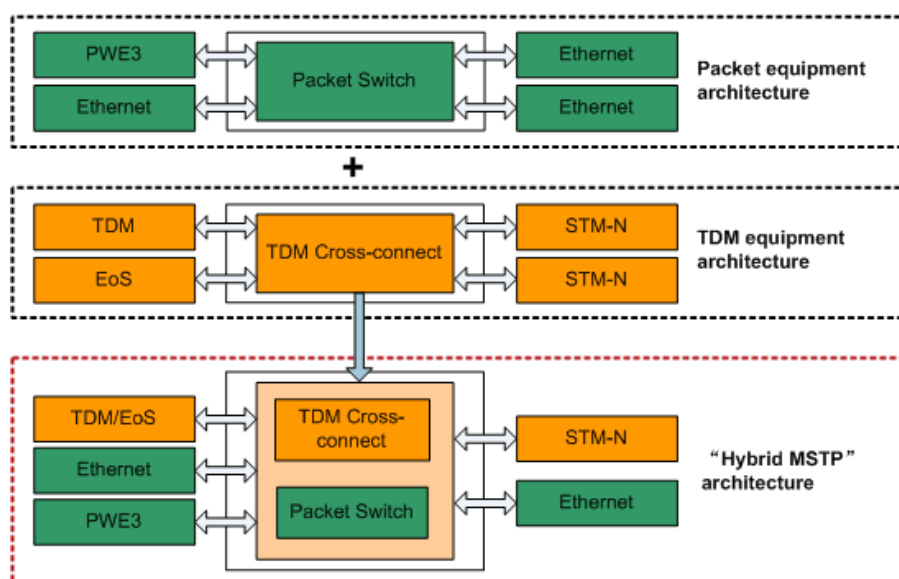 PWE3
Ethernet
Packet Switch
Ethernet
Ethernet
Packet equipment
architecture
+
TDM
EoS
TDM Cross-connect
STM-N
STM-N
TDM equipment
architecture
TDM/EoS
Ethernet
PWE3
TDM Cross-
connect
Packet Switch
STM-N
Ethernet
“Hybrid MSTP”
architecture